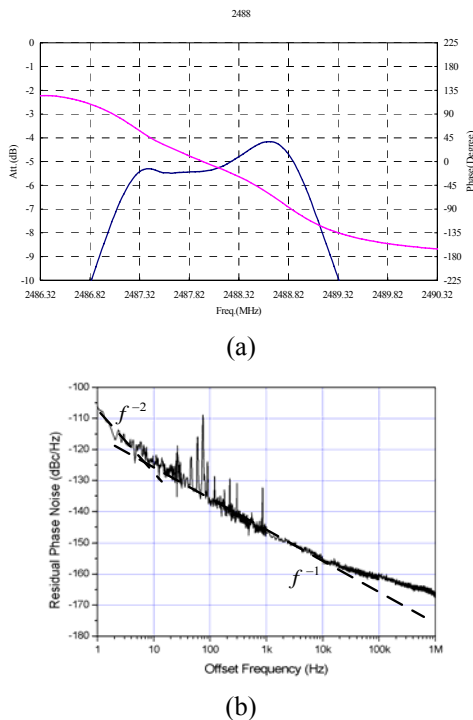 2488
0
-1
-2
-3
-4
-5
-6
-7
-8
-9
-10
Att.(dB)
225
180
135
90
45
0
-45
-90
-135
-180
-225
Phase(Degree)
2486.32 2486.82 2487.32 2487.82 2488.32 2488.82 2489.32 2489.82 2490.32
Freq.(MHz)
(a)
-100
-110
-120
-130
-140
-150
-160
-170
-180
Residual Phase Noise (dBc/Hz)
f⁻²
f⁻¹
1 10 100 1k 10k 100k 1M
Offset Frequency (Hz)
(b)